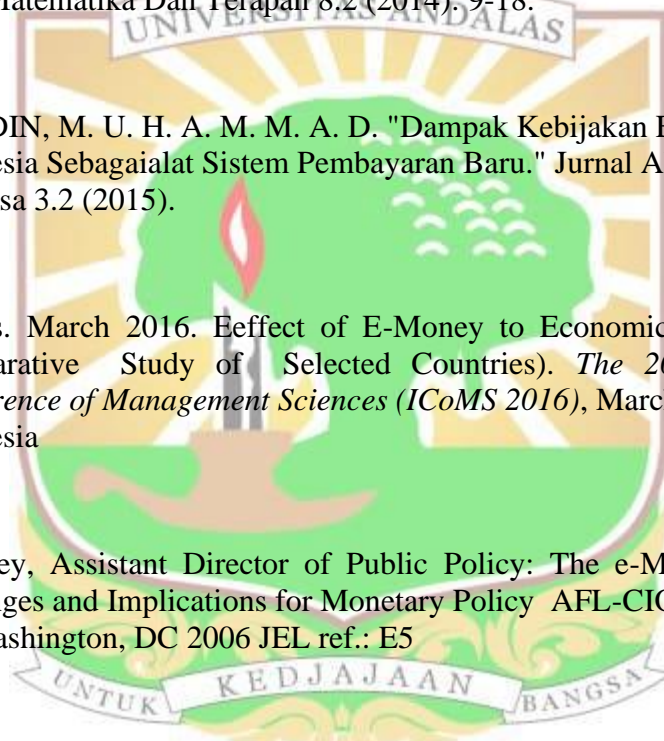 Matematika Dan Terapan 8.2 (2014): 9-18.
UNIVERSITAS ANDALAS
DIN, M. U. H. A. M. M. A. D. "Dampak Kebijakan
esia Sebagaialat Sistem Pembayaran Baru." Jurnal A
sa 3.2 (2015).
s. March 2016. Eeffect of E-Money to Economic
arative Study of Selected Countries). The 2
rence of Management Sciences (ICoMS 2016), Marc
esia
ey, Assistant Director of Public Policy: The e-M
ges and Implications for Monetary Policy AFL-CIO
ashington, DC 2006 JEL ref.: E5
UNTUK KEDJAJAAN BANGSA